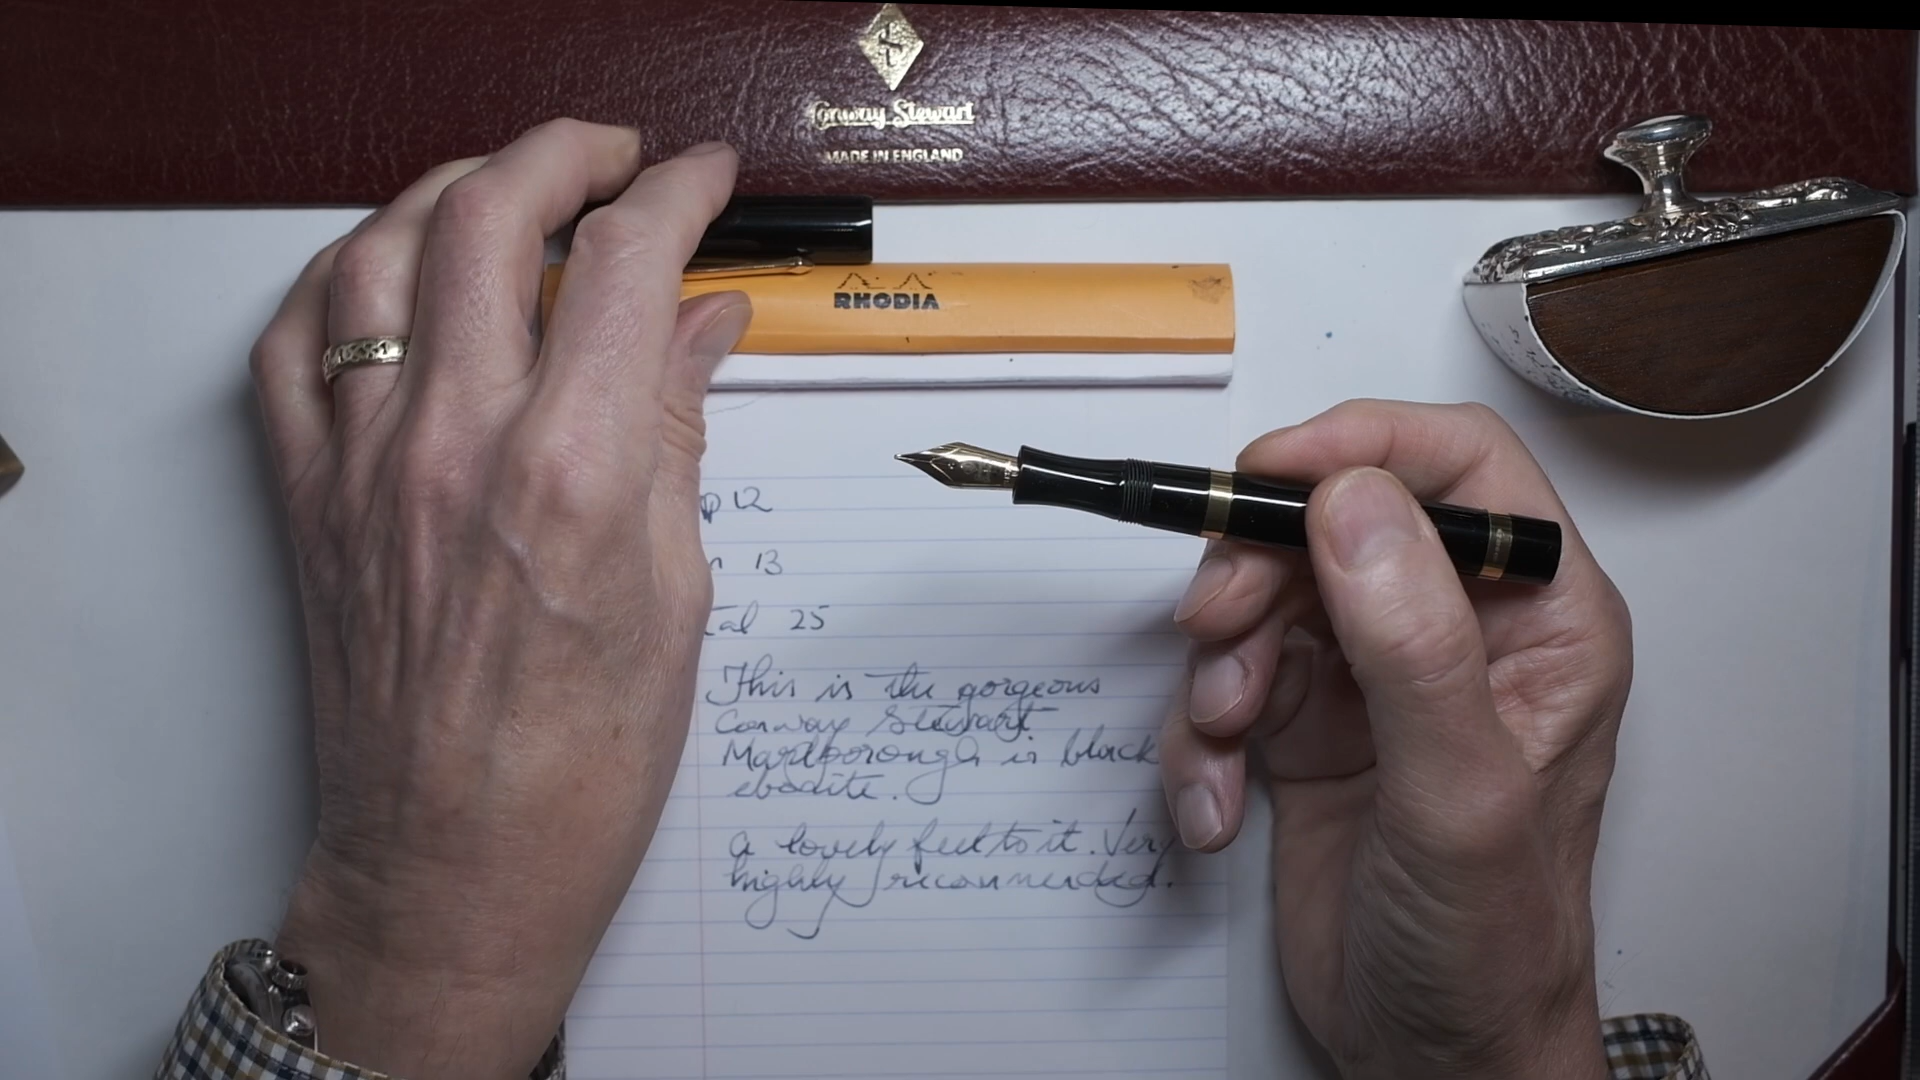 Conway Stewart
MADE IN ENGLAND
RHODIA
12
13
25
This is the gorgeous
Conway Stewart
Marlborough in black
ebonite.
A lovely feel to it. Very
highly recommended.